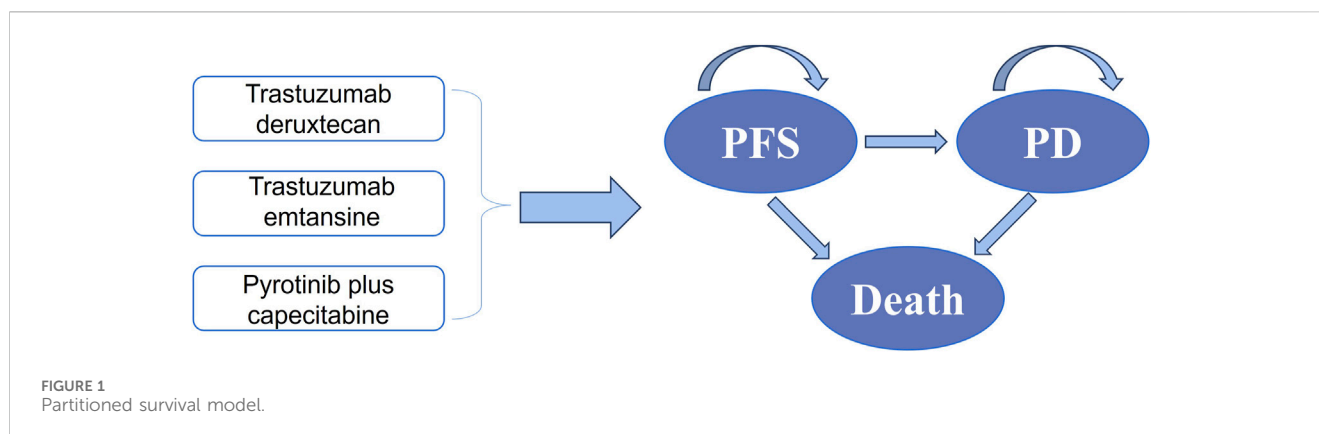 Trastuzumab
deruxtecan
Trastuzumab
emtansine
Pyrotinib plus
capecitabine
PFS
PD
Death
FIGURE 1
Partitioned survival model.